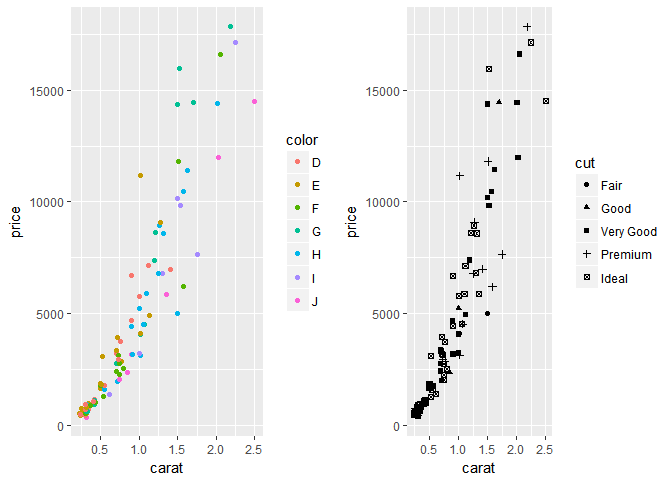 15000
10000
5000
0
price
0.5 1.0 1.5 2.0 2.5
carat
color
D
E
F
G
H
I
J
15000
10000
5000
0
price
0.5 1.0 1.5 2.0 2.5
carat
cut
Fair
Good
Very Good
Premium
Ideal